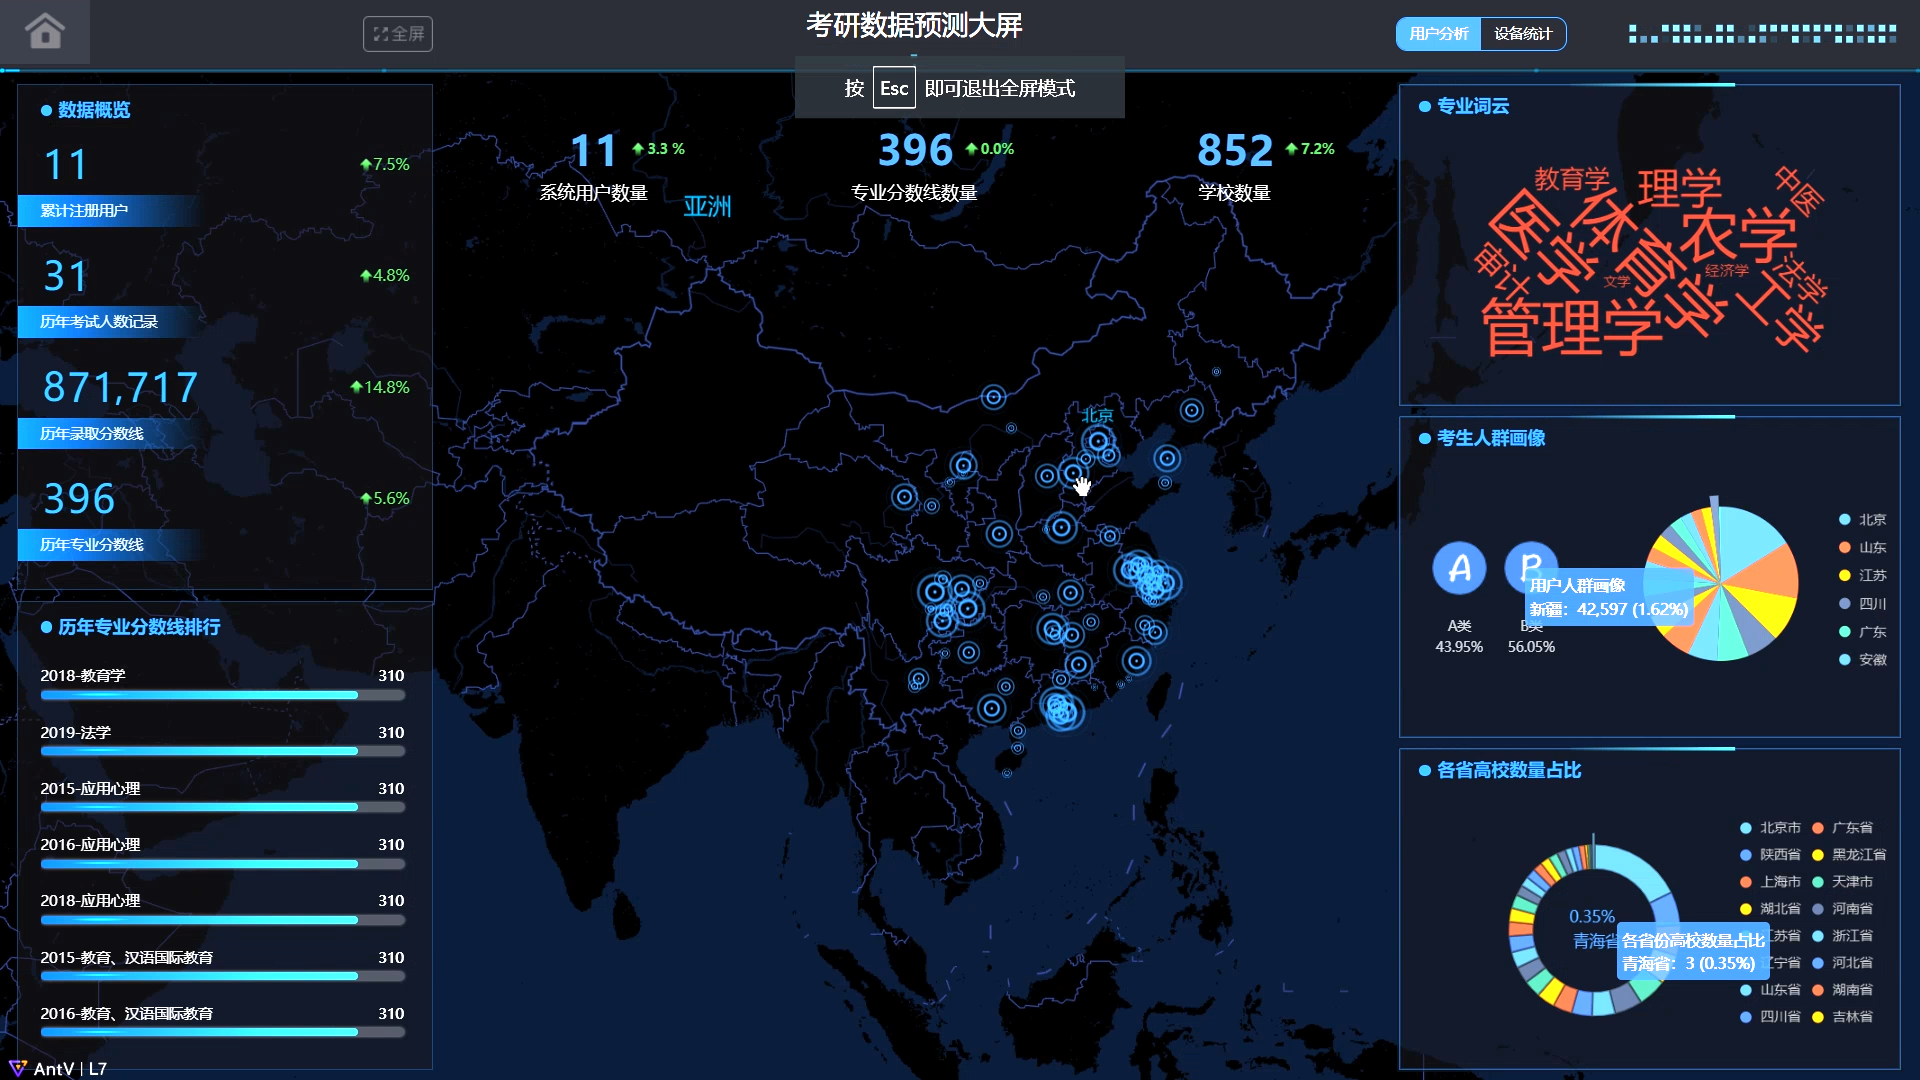 全屏
考研数据预测大屏
用户分析
设备统计
按 Esc 即可退出全屏模式
数据概览
11
7.5%
累计注册用户
31
4.8%
历年考试人数记录
871,717
14.8%
历年录取分数线
396
5.6%
历年专业分数线
历年专业分数线排行
2018-教育学 310
2019-法学 310
2015-应用心理 310
2016-应用心理 310
2018-应用心理 310
2015-教育、汉语国际教育 310
2016-教育、汉语国际教育 310
AntV | L7
11 3.3 %
系统用户数量
396 0.0%
专业分数线数量
852 7.2%
学校数量
亚洲
北京
专业词云
教育学
理学
中医
医学
体育学
农学
审计
文学
经济学
法学
工学
管理学
考生人群画像
A
B
A类
43.95%
B类
56.05%
用户人群画像
新疆：42,597 (1.62%)
北京
山东
江苏
四川
广东
安徽
各省高校数量占比
0.35%
青海省
各省份高校数量占比
青海省：3 (0.35%)
北京市 广东省
陕西省 黑龙江省
上海市 天津市
湖北省 河南省
江苏省 浙江省
辽宁省 河北省
山东省 湖南省
四川省 吉林省